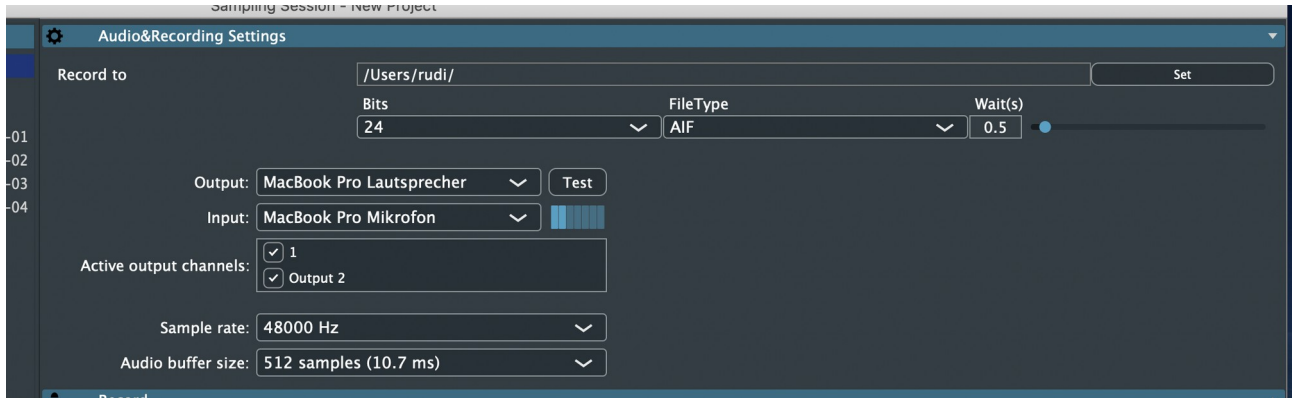 Sampling Session - New Project
Audio&Recording Settings
Record to /Users/rudi/ Set
Bits FileType Wait(s)
24 AIF 0.5
-01
-02
-03
-04
Output: MacBook Pro Lautsprecher Test
Input: MacBook Pro Mikrofon
Active output channels: 1
Output 2
Sample rate: 48000 Hz
Audio buffer size: 512 samples (10.7 ms)
Record